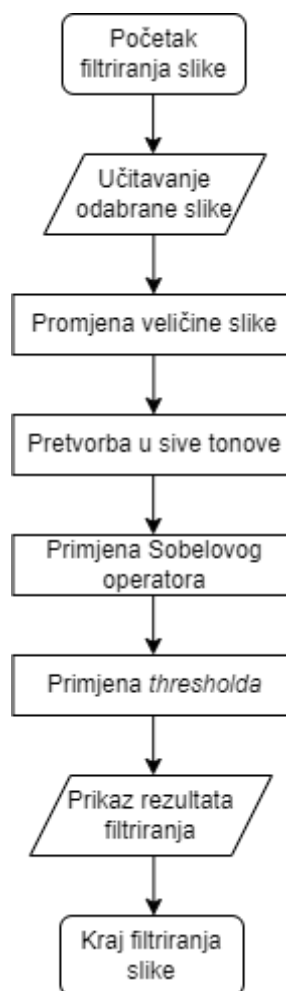 Početak
filtriranja slike
Učitavanje
odabrane slike
Promjena veličine slike
Pretvorba u sive tonove
Primjena Sobelovog
operatora
Primjena thresholda
Prikaz rezultata
filtriranja
Kraj filtriranja
slike